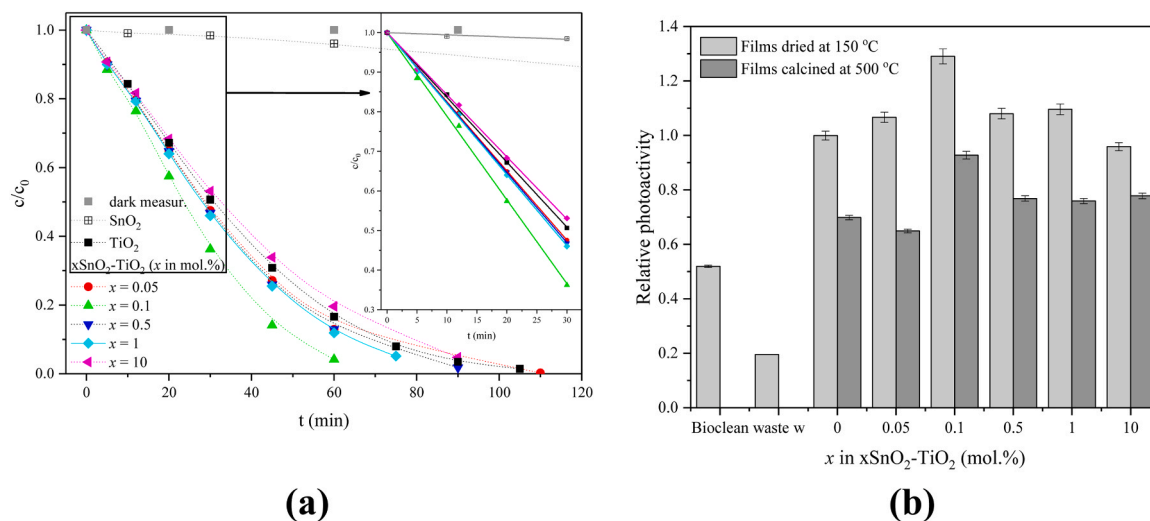 1.0
0.8
0.6
0.4
0.2
0.0
c/c0
0 20 40 60 80 100 120
t (min)
dark measur.
SnO2
TiO2
xSnO2-TiO2 (x in mol.%)
x = 0.05
x = 0.1
x = 0.5
x = 1
x = 10
1.0
0.9
0.8
0.7
0.6
0.5
0.4
0.3
c/c0
0 5 10 15 20 25 30
t (min)
(a)
1.4
1.2
1.0
0.8
0.6
0.4
0.2
0.0
Relative photoactivity
Films dried at 150 °C
Films calcined at 500 °C
Bioclean waste w 0 0.05 0.1 0.5 1 10
x in xSnO2-TiO2 (mol.%)
(b)